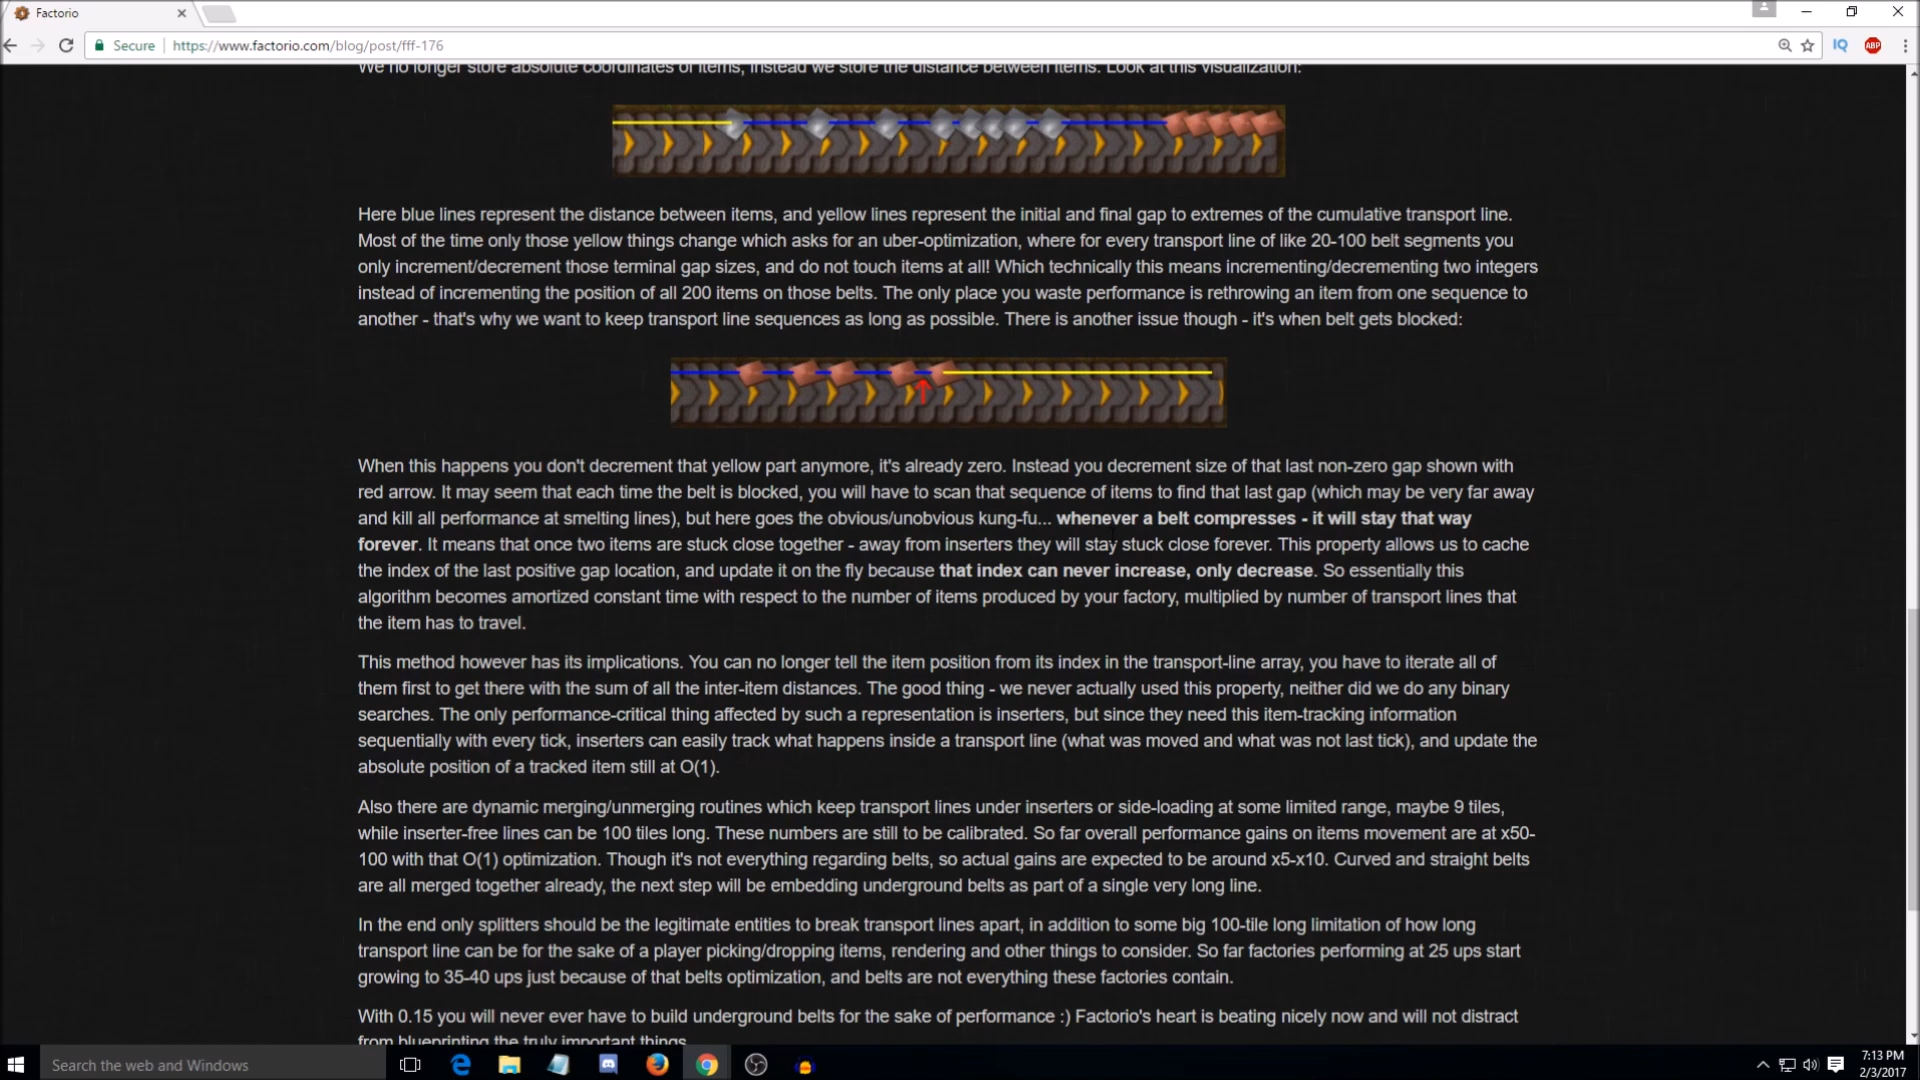 Factorio
Secure
https://www.factorio.com/blog/post/fff-176
IQ
ABP
We no longer store absolute coordinates of items, instead we store the distance between items. Look at this visualization:
Here blue lines represent the distance between items, and yellow lines represent the initial and final gap to extremes of the cumulative transport line.
Most of the time only those yellow things change which asks for an uber-optimization, where for every transport line of like 20-100 belt segments you
only increment/decrement those terminal gap sizes, and do not touch items at all! Which technically this means incrementing/decrementing two integers
instead of incrementing the position of all 200 items on those belts. The only place you waste performance is rethrowing an item from one sequence to
another - that's why we want to keep transport line sequences as long as possible. There is another issue though - it's when belt gets blocked:
When this happens you don't decrement that yellow part anymore, it's already zero. Instead you decrement size of that last non-zero gap shown with
red arrow. It may seem that each time the belt is blocked, you will have to scan that sequence of items to find that last gap (which may be very far away
and kill all performance at smelting lines), but here goes the obvious/unobvious kung-fu... whenever a belt compresses - it will stay that way
forever. It means that once two items are stuck close together - away from inserters they will stay stuck close forever. This property allows us to cache
the index of the last positive gap location, and update it on the fly because that index can never increase, only decrease. So essentially this
algorithm becomes amortized constant time with respect to the number of items produced by your factory, multiplied by number of transport lines that
the item has to travel.
This method however has its implications. You can no longer tell the item position from its index in the transport-line array, you have to iterate all of
them first to get there with the sum of all the inter-item distances. The good thing - we never actually used this property, neither did we do any binary
searches. The only performance-critical thing affected by such a representation is inserters, but since they need this item-tracking information
sequentially with every tick, inserters can easily track what happens inside a transport line (what was moved and what was not last tick), and update the
absolute position of a tracked item still at O(1).
Also there are dynamic merging/unmerging routines which keep transport lines under inserters or side-loading at some limited range, maybe 9 tiles,
while inserter-free lines can be 100 tiles long. These numbers are still to be calibrated. So far overall performance gains on items movement are at x50-
100 with that O(1) optimization. Though it's not everything regarding belts, so actual gains are expected to be around x5-x10. Curved and straight belts
are all merged together already, the next step will be embedding underground belts as part of a single very long line.
In the end only splitters should be the legitimate entities to break transport lines apart, in addition to some big 100-tile long limitation of how long
transport line can be for the sake of a player picking/dropping items, rendering and other things to consider. So far factories performing at 25 ups start
growing to 35-40 ups just because of that belts optimization, and belts are not everything these factories contain.
With 0.15 you will never ever have to build underground belts for the sake of performance :) Factorio's heart is beating nicely now and will not distract
from blueprinting the truly important things.
Search the web and Windows
7:13 PM
2/3/2017